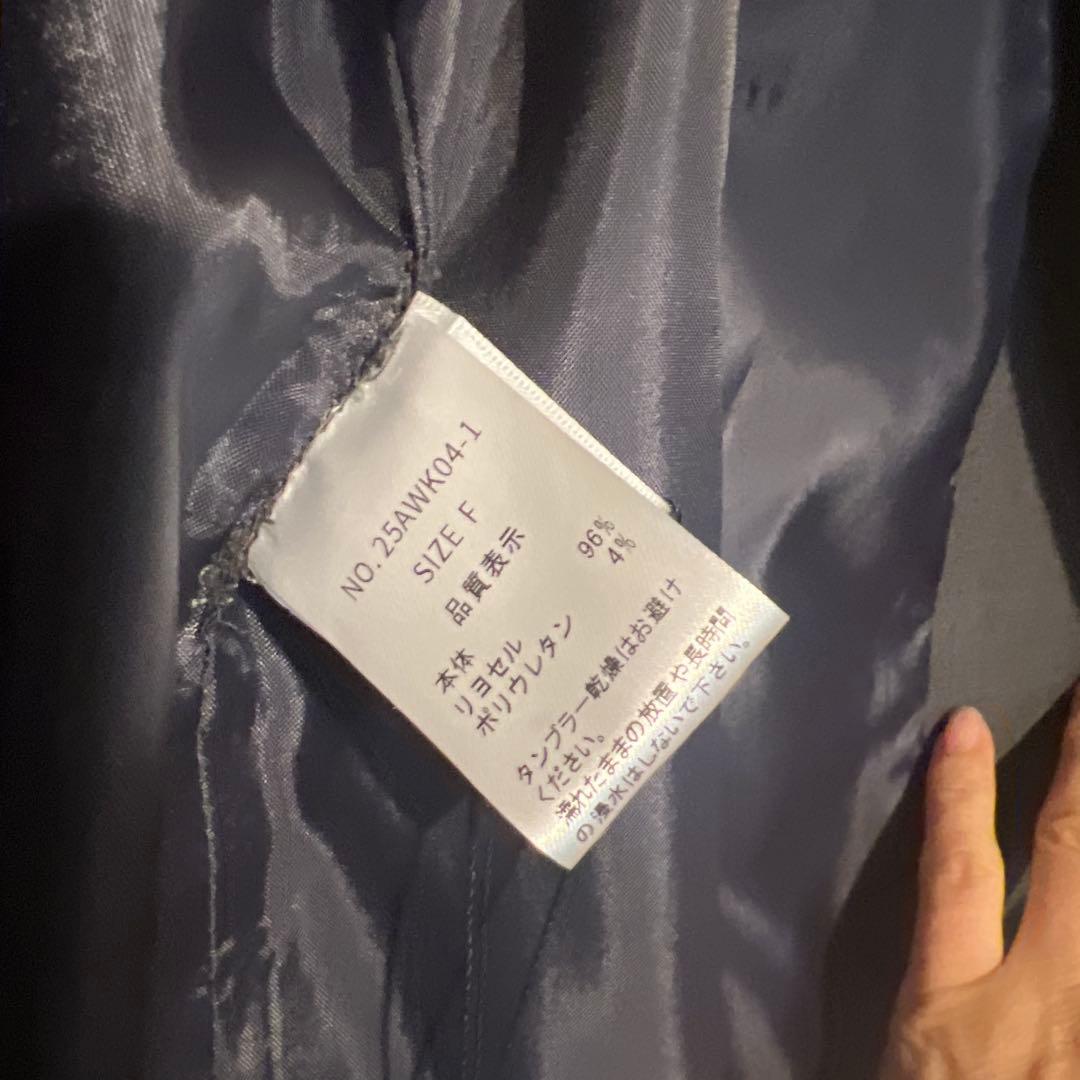 NO.25AWK04-1
SIZE F
品質表示
本体
リヨセル 96%
ポリウレタン 4%
タンブラー乾燥はお避け
ください。
濡れたままの放置や長時間
の浸水はしないで下さい。